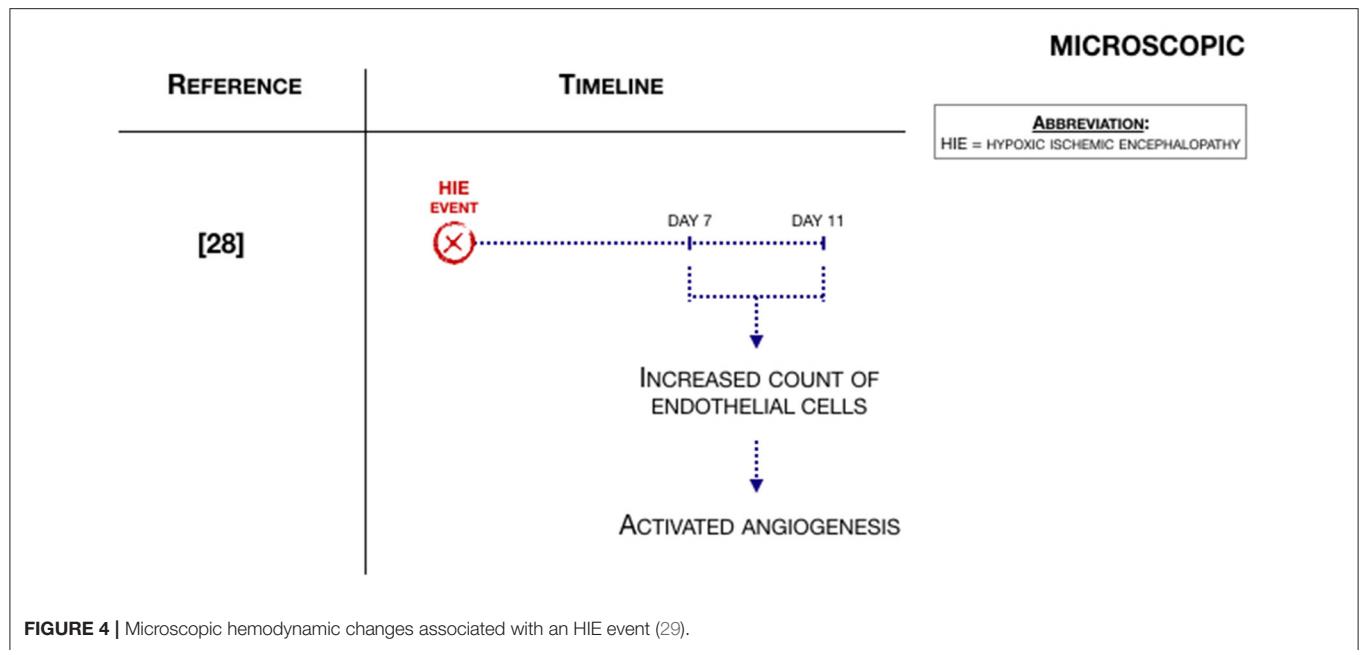 MICROSCOPIC
REFERENCE
TIMELINE
ABBREVIATION:
HIE = HYPOXIC ISCHEMIC ENCEPHALOPATHY
HIE
EVENT
DAY 7
DAY 11
[28]
INCREASED COUNT OF
ENDOTHELIAL CELLS
ACTIVATED ANGIOGENESIS
FIGURE 4 | Microscopic hemodynamic changes associated with an HIE event (29).